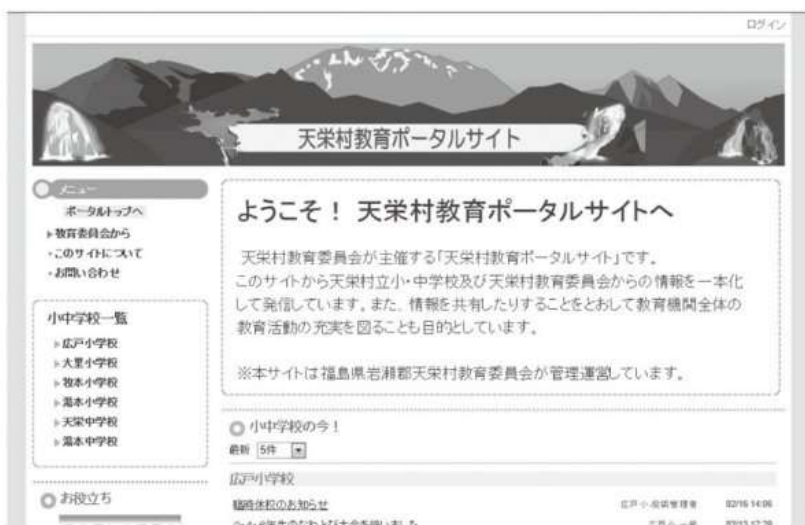 ログイン
天栄村教育ポータルサイト
メニュー
ポータルトップへ
教育委員会から
このサイトについて
お問い合わせ
小中学校一覧
広戸小学校
大里小学校
牧本小学校
湯本小学校
天栄中学校
湯本中学校
お役立ち
ようこそ！ 天栄村教育ポータルサイトへ
天栄村教育委員会が主催する「天栄村教育ポータルサイト」です。
このサイトから天栄村立小・中学校及び天栄村教育委員会からの情報を一本化
して発信しています。また、情報を共有したりすることをとおして教育機関全体の
教育活動の充実を図ることも目的としています。
※本サイトは福島県岩瀬郡天栄村教育委員会が管理運営しています。
小中学校の今！
最新 5件
広戸小学校
臨時休校のお知らせ 広戸小-投稿管理者 02/15 14:06